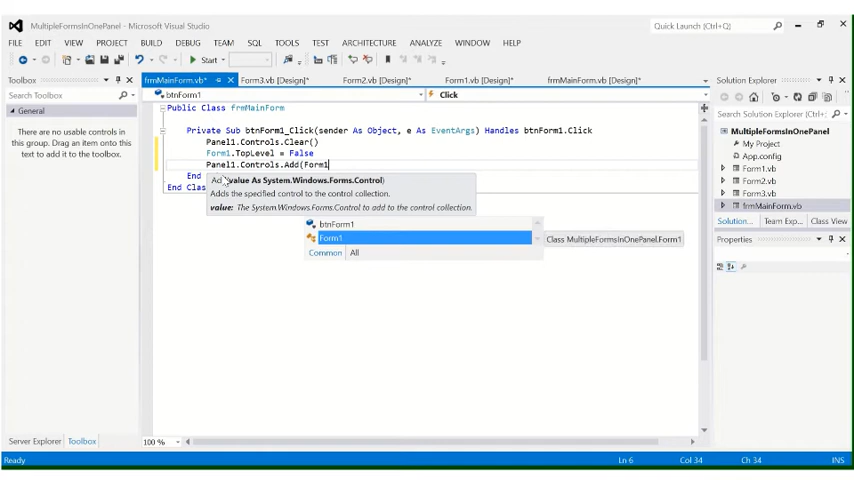 MultipleFormsInOnePanel - Microsoft Visual Studio
Quick Launch (Ctrl+Q)
FILE EDIT VIEW PROJECT BUILD DEBUG TEAM SQL TOOLS TEST ARCHITECTURE ANALYZE WINDOW HELP
Start
Toolbox
frmMainForm.vb* Form3.vb [Design]* Form2.vb [Design]* Form1.vb [Design]* frmMainForm.vb [Design]*
Solution Explorer
Search Toolbox
btnForm1 Click
General
There are no usable controls in this group. Drag an item onto this text to add it to the toolbox.
Public Class frmMainForm
Private Sub btnForm1_Click(sender As Object, e As EventArgs) Handles btnForm1.Click
Panel1.Controls.Clear()
Form1.TopLevel = False
Panel1.Controls.Add(Form1
End
End Clas
(value As System.Windows.Forms.Control)
Adds the specified control to the control collection.
value: The System.Windows.Forms.Control to add to the control collection.
btnForm1
Form1
Class MultipleFormsInOnePanel.Form1
Common All
Search Solution Explorer (Ctrl+;)
MultipleFormsInOnePanel
My Project
App.config
Form1.vb
Form2.vb
Form3.vb
frmMainForm.vb
Solution... Team Exp... Class View
Properties
100 %
Server Explorer Toolbox
Ready Ln 6 Col 34 Ch 34 INS